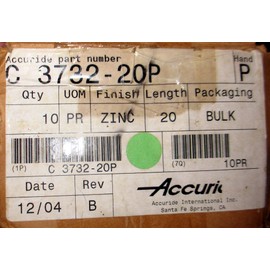 Accuride part number Hand
C 3732-20P P
Qty UOM Finish Length Packaging
10 PR ZINC 20 BULK
(1P) C 3732-20P (7Q) 10PR
Date Rev Accuride
12/04 B Accuride International Inc.
Santa Fe Springs, CA